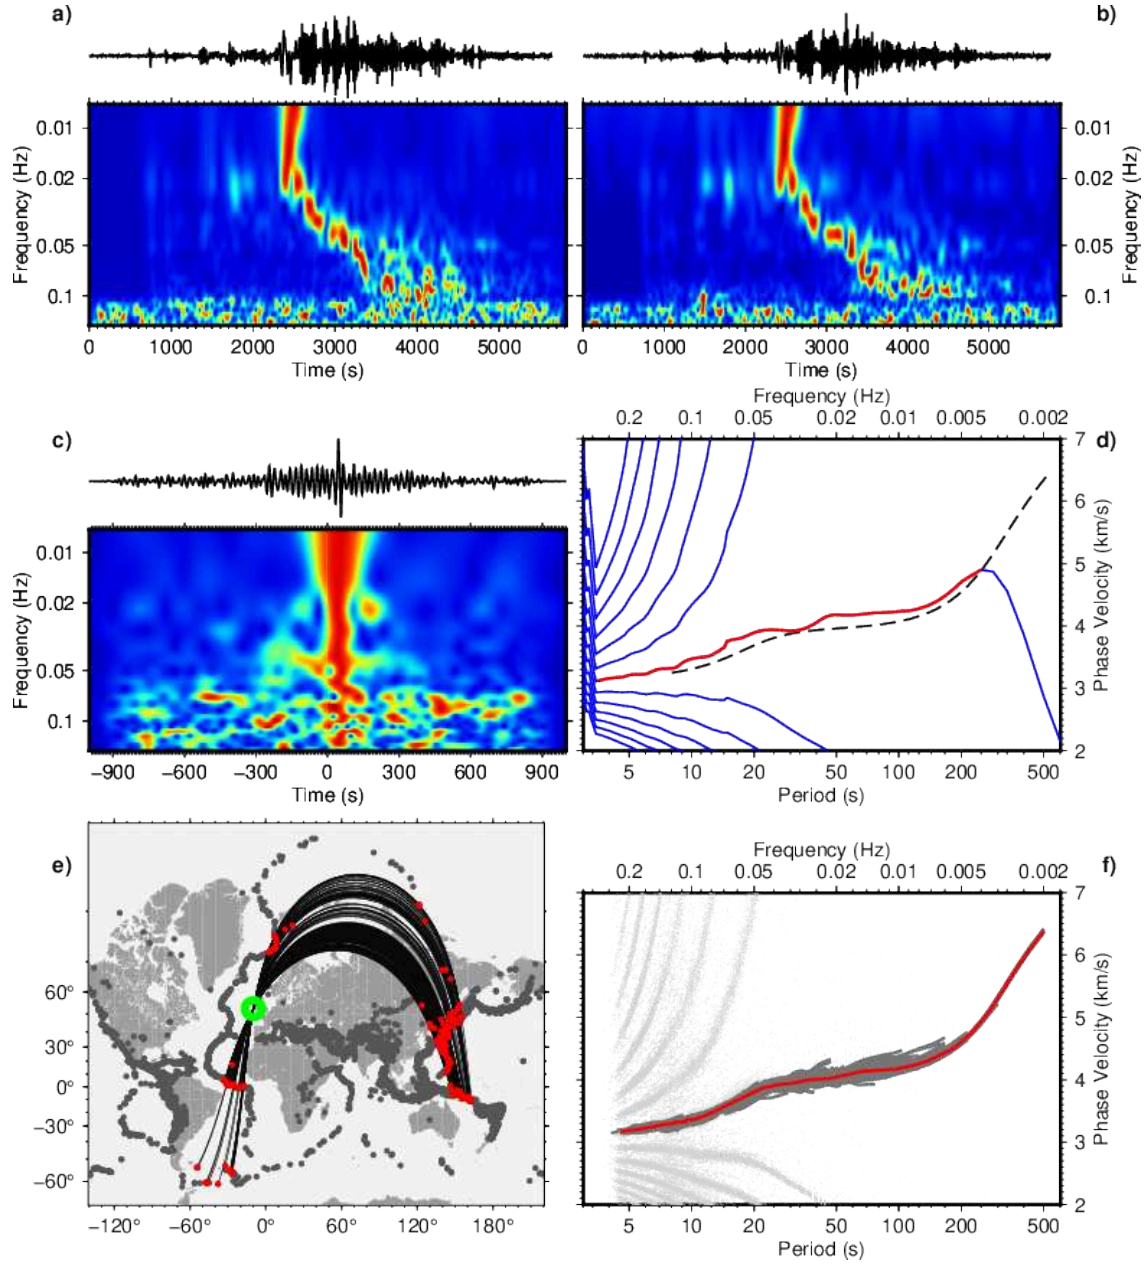 a)
b)
0.01
0.02
0.05
0.1
Frequency (Hz)
0 1000 2000 3000 4000 5000
Time (s)
0.01
0.02
0.05
0.1
Frequency (Hz)
0 1000 2000 3000 4000 5000
Time (s)
c)
0.01
0.02
0.05
0.1
Frequency (Hz)
−900 −600 −300 0 300 600 900
Time (s)
Frequency (Hz)
0.2 0.1 0.05 0.02 0.01 0.005 0.002
d)
7
6
5
4
3
2
Phase Velocity (km/s)
5 10 20 50 100 200 500
Period (s)
e)
60°
30°
0°
−30°
−60°
−120° −60° 0° 60° 120° 180°
Frequency (Hz)
0.2 0.1 0.05 0.02 0.01 0.005 0.002
f)
7
6
5
4
3
2
Phase Velocity (km/s)
5 10 20 50 100 200 500
Period (s)